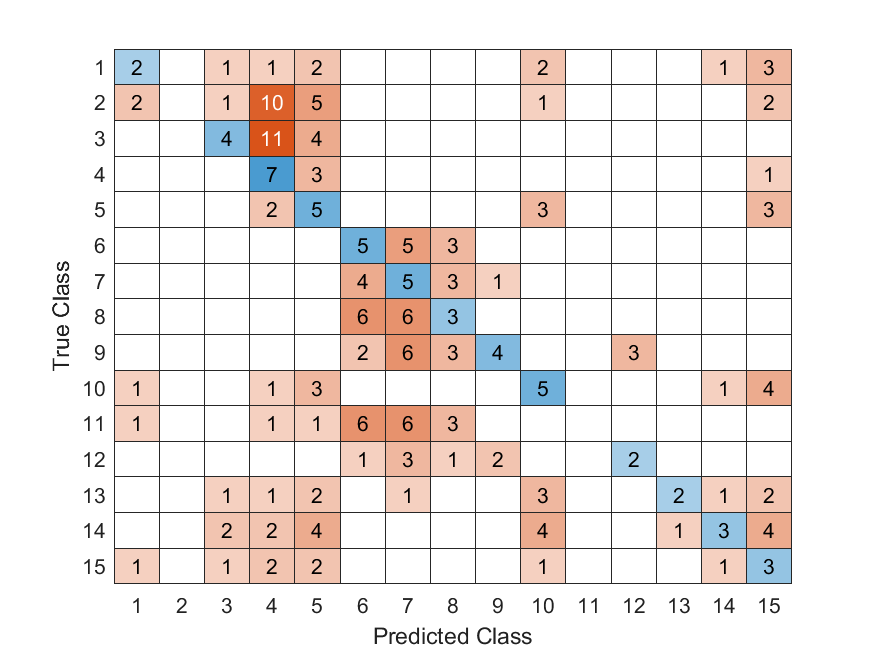 1 2 1 1 2 2 1 3
2 2 1 10 5 1 2
3 4 11 4
4 7 3 1
5 2 5 3 3
6 5 5 3
7 4 5 3 1
8 6 6 3
9 2 6 3 4 3
10 1 1 3 5 1 4
11 1 1 1 6 6 3
12 1 3 1 2 2
13 1 1 2 1 3 2 1 2
14 2 2 4 4 1 3 4
15 1 1 2 2 1 1 3
1 2 3 4 5 6 7 8 9 10 11 12 13 14 15
Predicted Class
True Class